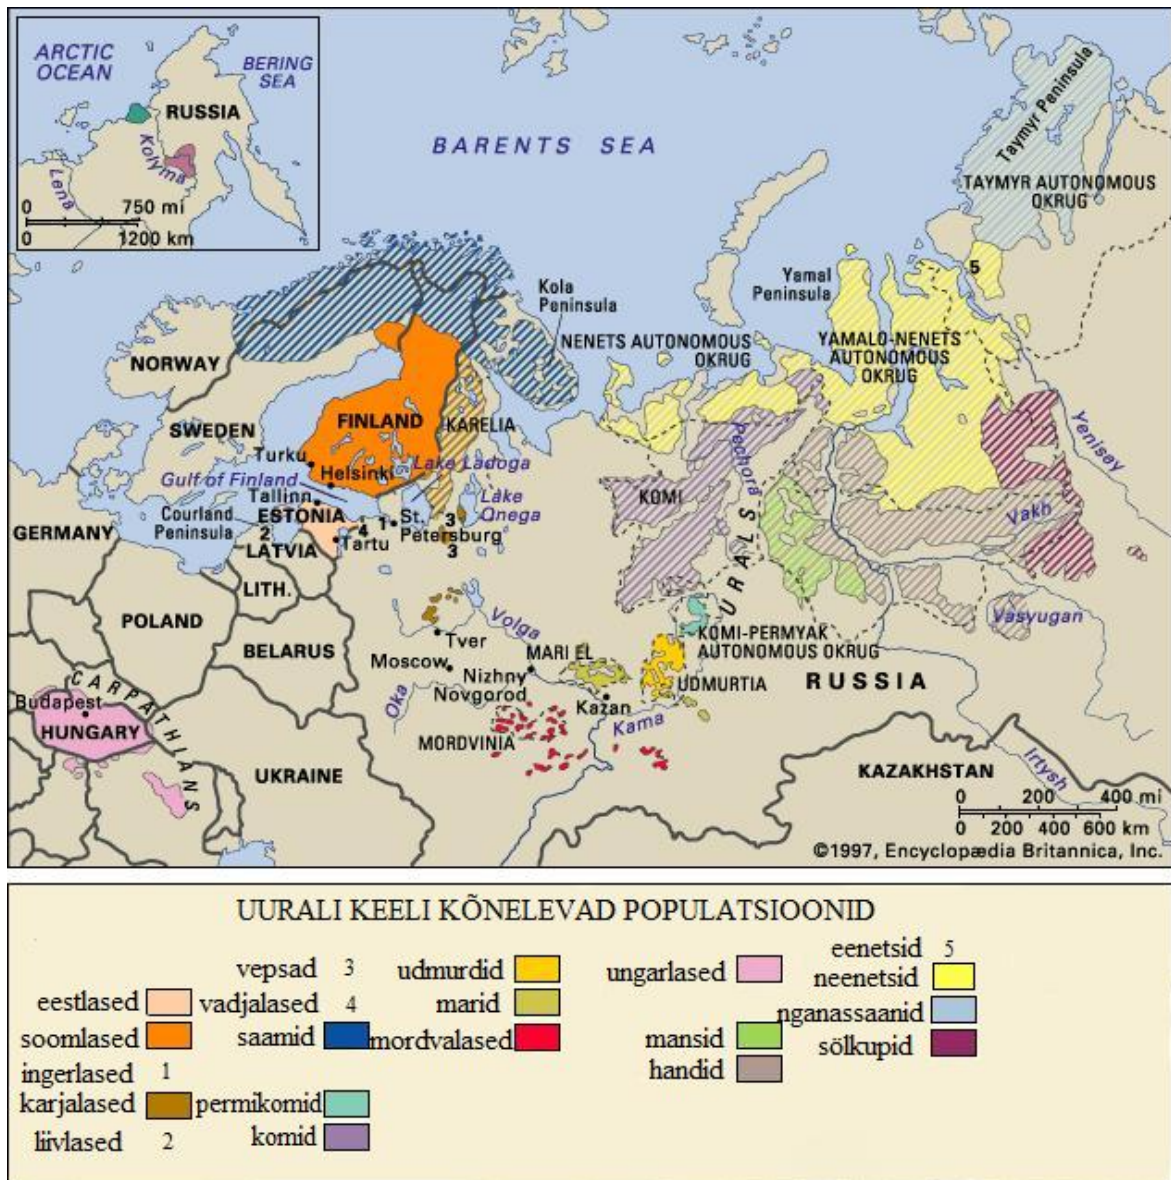 ARCTIC
OCEAN
BERING
SEA
RUSSIA
Kolyma
Lena
0 750 mi
0 1200 km
BARENTS SEA
Taymyr Peninsula
TAYMYR AUTONOMOUS
OKRUG
5
Kola
Peninsula
Yamal
Peninsula
NENETS AUTONOMOUS
OKRUG
YAMALO-NENETS
AUTONOMOUS
OKRUG
NORWAY
SWEDEN
FINLAND
KARELIA
Turku
Helsinki
Lake Ladoga
Gulf of Finland
Tallinn
Lake
Onega
ESTONIA
Courland
Peninsula
2
4
1
St.
Petersburg
3
3
Tartu
GERMANY
LATVIA
LITH.
POLAND
BELARUS
Pechora
KOMI
URALS
Yenisey
Vakh
Vasyugan
Volga
Tver
Moscow
MARI EL
Nizhny
Novgorod
KOMI-PERMYAK
AUTONOMOUS OKRUG
UDMURTIA
RUSSIA
Kazan
Oka
Kama
MORDVINIA
CARPATHIANS
Budapest
HUNGARY
UKRAINE
KAZAKHSTAN
Irtysh
0 200 400 mi
0 200 400 600 km
©1997, Encyclopædia Britannica, Inc.
UURALI KEELI KÕNELEVAD POPULATSIOONID
eestlased
soomlased
ingerlased 1
karjalased
liivlased 2
vepsad 3
vadjalased 4
saamid
permikomid
komid
udmurdid
marid
mordvalased
ungarlased
mansid
handid
eenetsid 5
neenetsid
nganassaanid
sölkupid